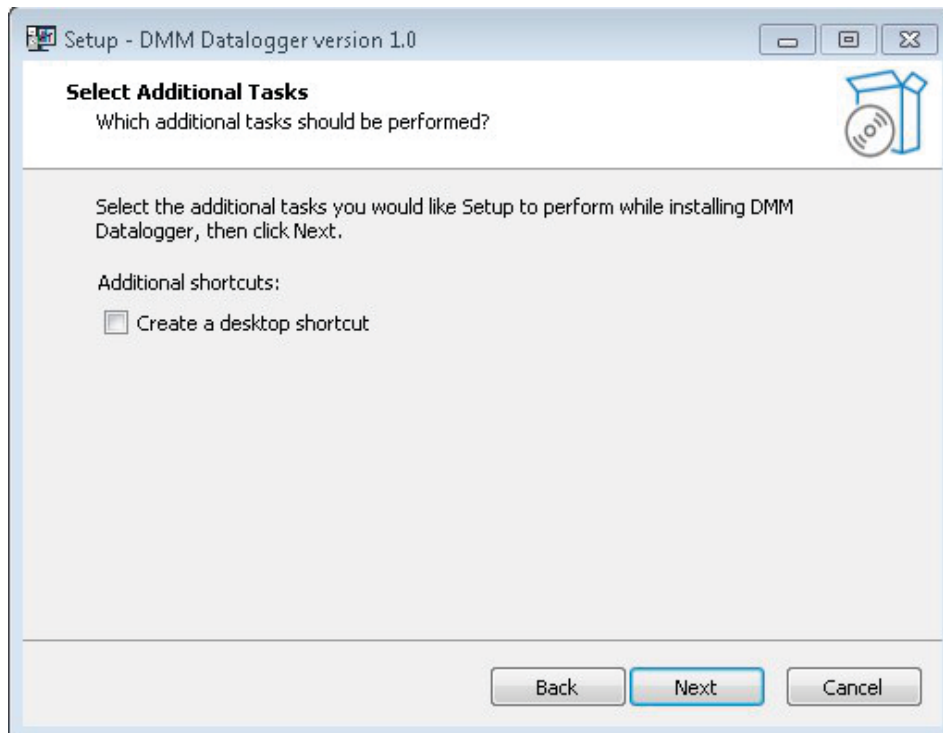 Setup - DMM Datalogger version 1.0
Select Additional Tasks
Which additional tasks should be performed?
Select the additional tasks you would like Setup to perform while installing DMM
Datalogger, then click Next.
Additional shortcuts:
Create a desktop shortcut
Back Next Cancel